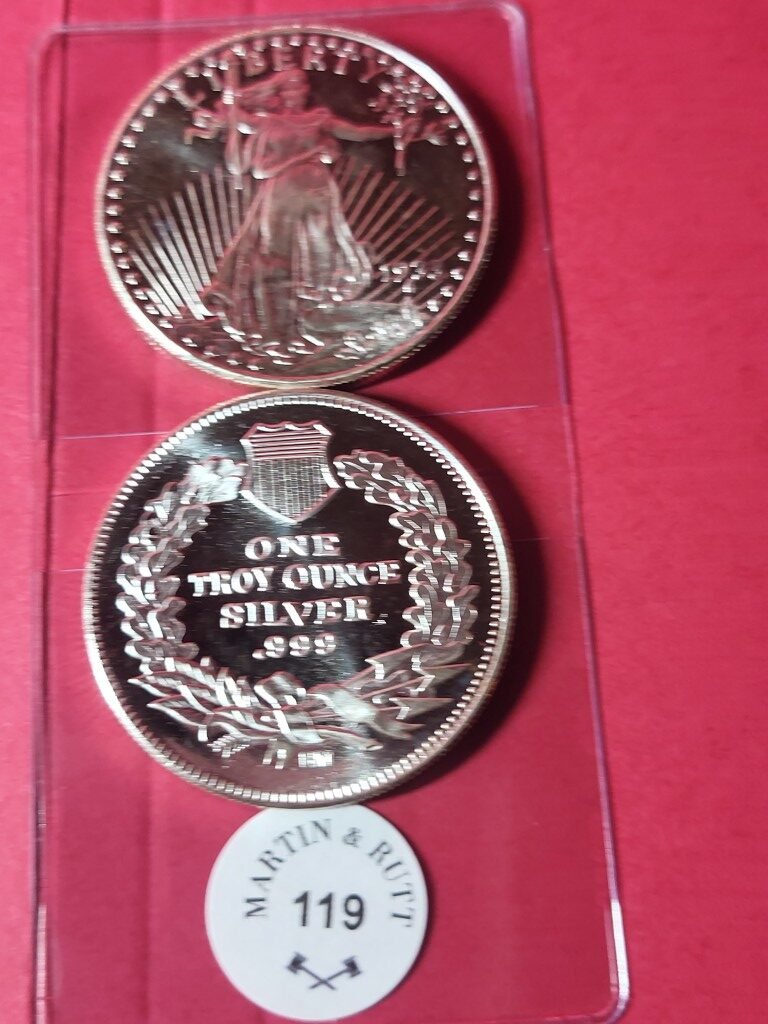 LIBERTY
ONE
TROY OUNCE
SILVER
.999
MARTIN & RUTT
119